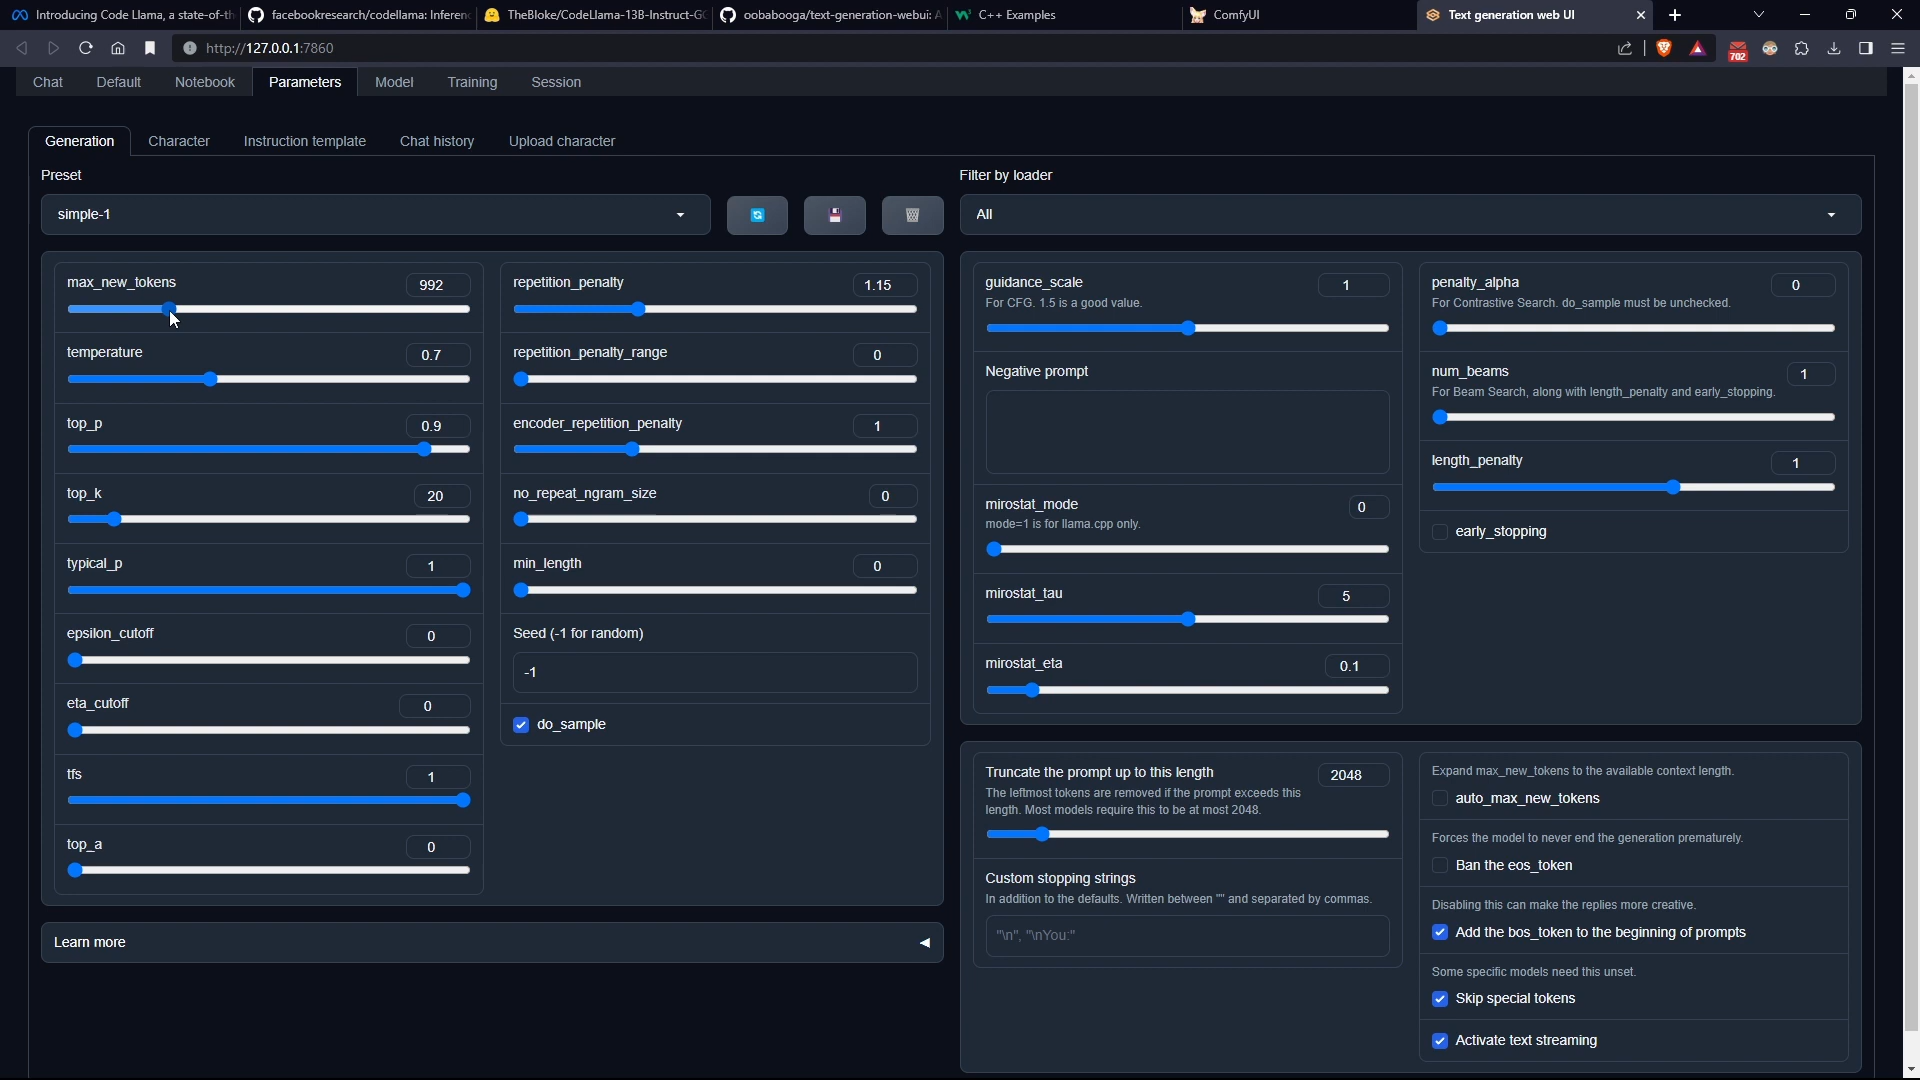 Introducing Code Llama, a state-of-th
facebookresearch/codellama: Inferenc
TheBloke/CodeLlama-13B-Instruct-GG
oobabooga/text-generation-webui: A
C++ Examples
ComfyUI
Text generation web UI
http://127.0.0.1:7860
702
Chat
Default
Notebook
Parameters
Model
Training
Session
Generation
Character
Instruction template
Chat history
Upload character
Preset
simple-1
Filter by loader
All
max_new_tokens
992
temperature
0.7
top_p
0.9
top_k
20
typical_p
1
epsilon_cutoff
0
eta_cutoff
0
tfs
1
top_a
0
repetition_penalty
1.15
repetition_penalty_range
0
encoder_repetition_penalty
1
no_repeat_ngram_size
0
min_length
0
Seed (-1 for random)
-1
do_sample
Learn more
guidance_scale
1
For CFG. 1.5 is a good value.
Negative prompt
mirostat_mode
0
mode=1 is for llama.cpp only.
mirostat_tau
5
mirostat_eta
0.1
penalty_alpha
0
For Contrastive Search. do_sample must be unchecked.
num_beams
1
For Beam Search, along with length_penalty and early_stopping.
length_penalty
1
early_stopping
Truncate the prompt up to this length
2048
The leftmost tokens are removed if the prompt exceeds this
length. Most models require this to be at most 2048.
Custom stopping strings
In addition to the defaults. Written between "" and separated by commas.
"\n", "\nYou:"
Expand max_new_tokens to the available context length.
auto_max_new_tokens
Forces the model to never end the generation prematurely.
Ban the eos_token
Disabling this can make the replies more creative.
Add the bos_token to the beginning of prompts
Some specific models need this unset.
Skip special tokens
Activate text streaming